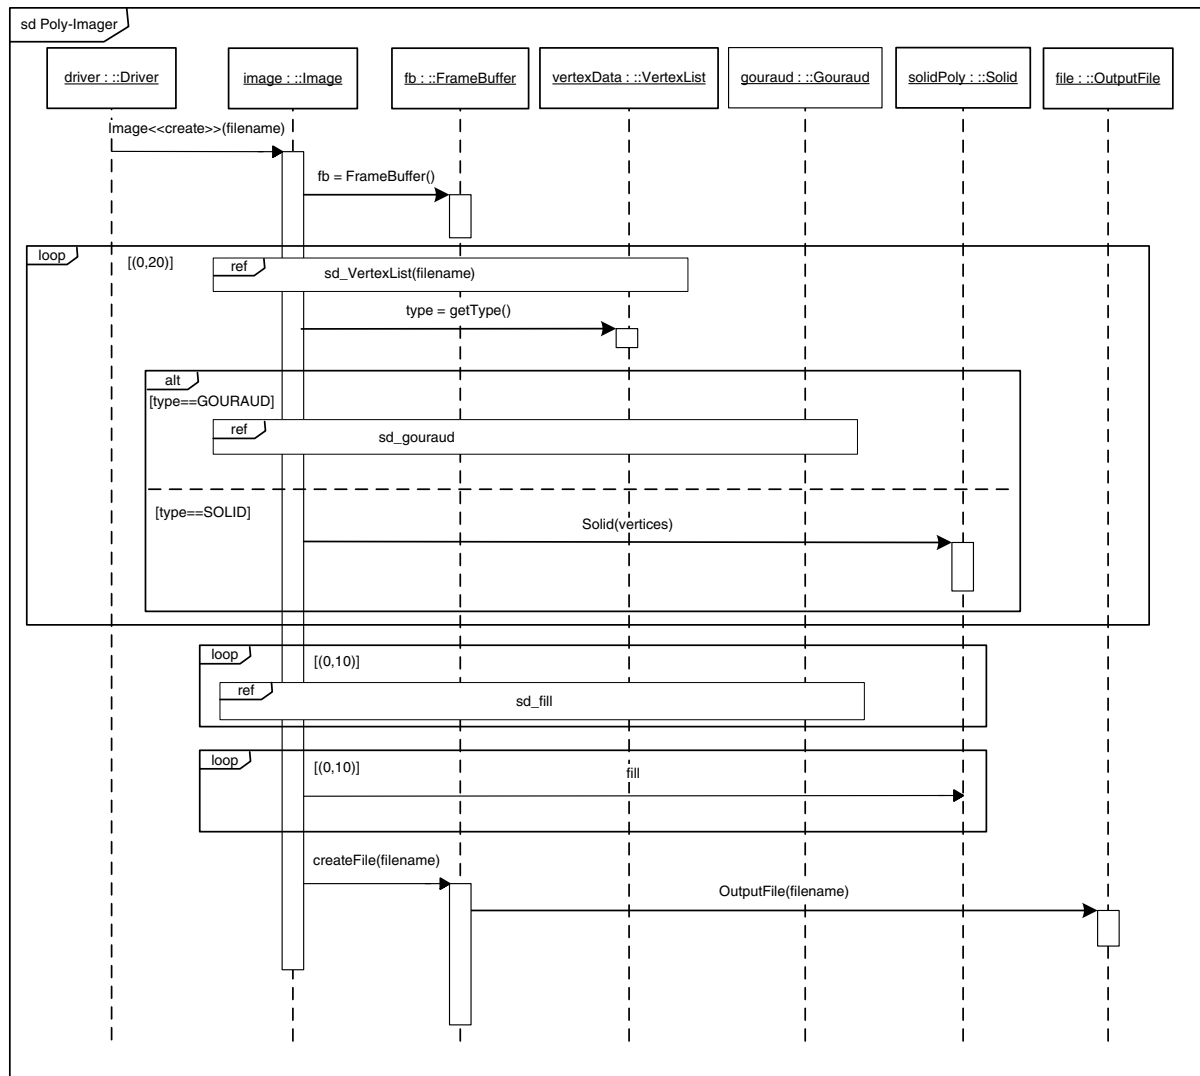 sd Poly-Imager
driver : ::Driver
image : ::Image
fb : ::FrameBuffer
vertexData : ::VertexList
gouraud : ::Gouraud
solidPoly : ::Solid
file : ::OutputFile
Image<<create>>(filename)
fb = FrameBuffer()
loop
[(0,20)]
ref
sd_VertexList(filename)
type = getType()
alt
[type==GOURAUD]
ref
sd_gouraud
[type==SOLID]
Solid(vertices)
loop
[(0,10)]
ref
sd_fill
loop
[(0,10)]
fill
createFile(filename)
OutputFile(filename)